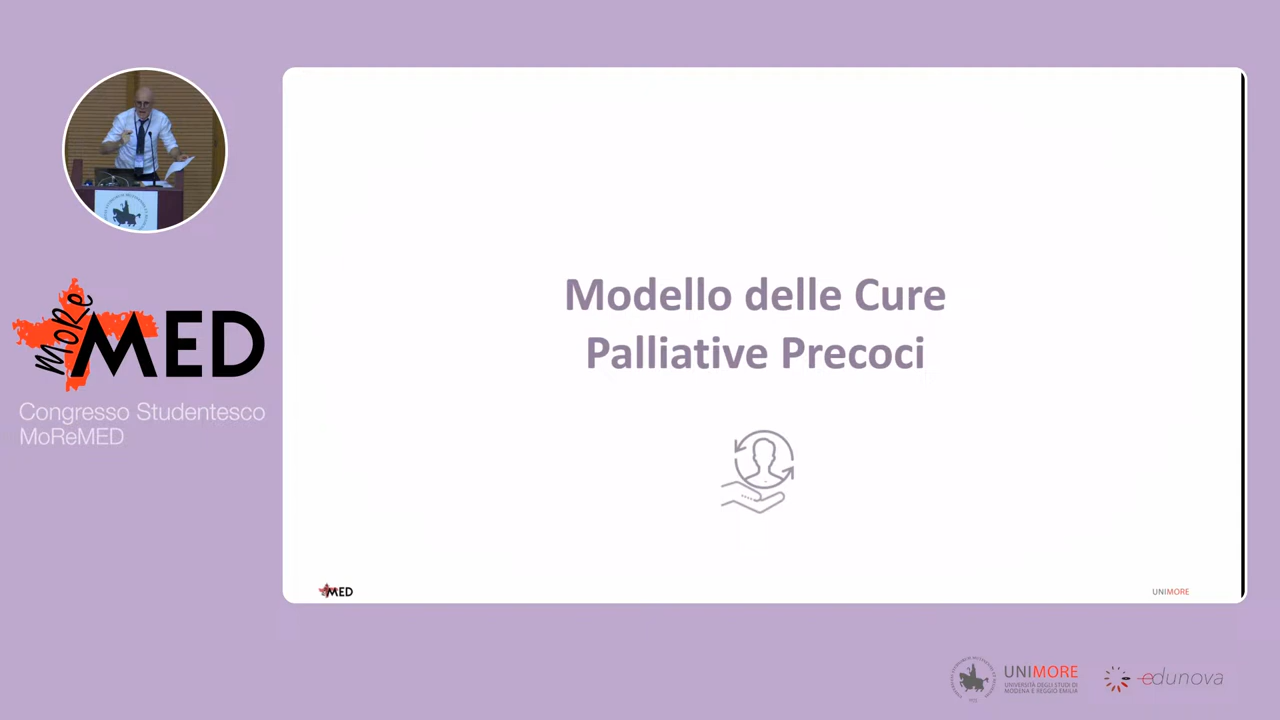 MoRe
MED
Congresso Studentesco
MoReMED
Modello delle Cure
Palliative Precoci
MED
UNIMORE
UNIMORE
UNIVERSITÀ DEGLI STUDI DI
MODENA E REGGIO EMILIA
edunova